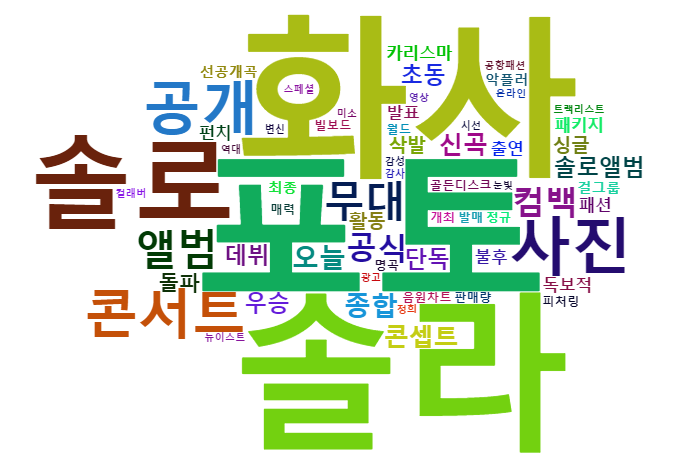 화사
카리스마
공항패션
선공개곡
초동
악플러
스페셜
온라인
영상
공개
미소
발표
트랙리스트
펀치
변신
빌보드
월드
시선
패키지
솔로
역대
삭발
신곡
출연
싱글
포토
감성
감사
솔로앨범
컬래버
최종
무대
골든디스크
눈빛
걸그룹
매력
활동
컴백
패션
개최
발매
정규
앨범
데뷔
오늘
공식
단독
불후
사진
명곡
돌파
광고
독보적
콘서트
우승
종합
음원차트
판매량
피처링
정희
뉴이스트
콘셉트
솔라